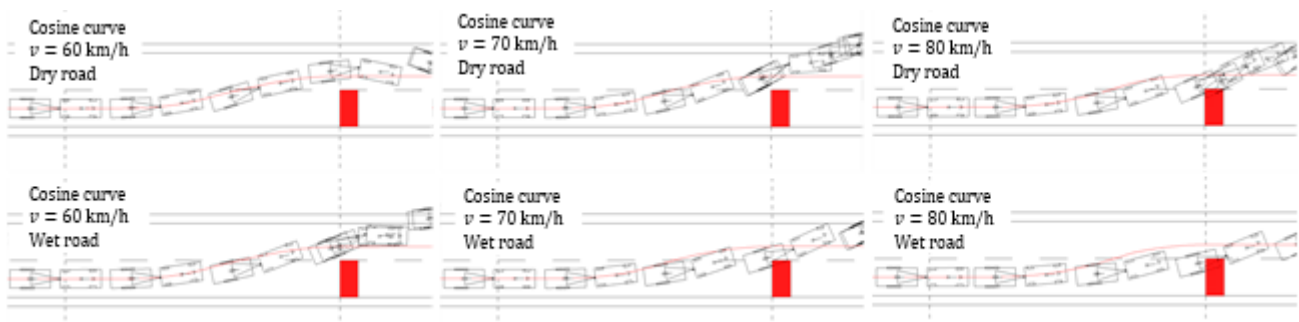 Cosine curve
v = 60 km/h
Dry road
Cosine curve
v = 70 km/h
Dry road
Cosine curve
v = 80 km/h
Dry road
Cosine curve
v = 60 km/h
Wet road
Cosine curve
v = 70 km/h
Wet road
Cosine curve
v = 80 km/h
Wet road